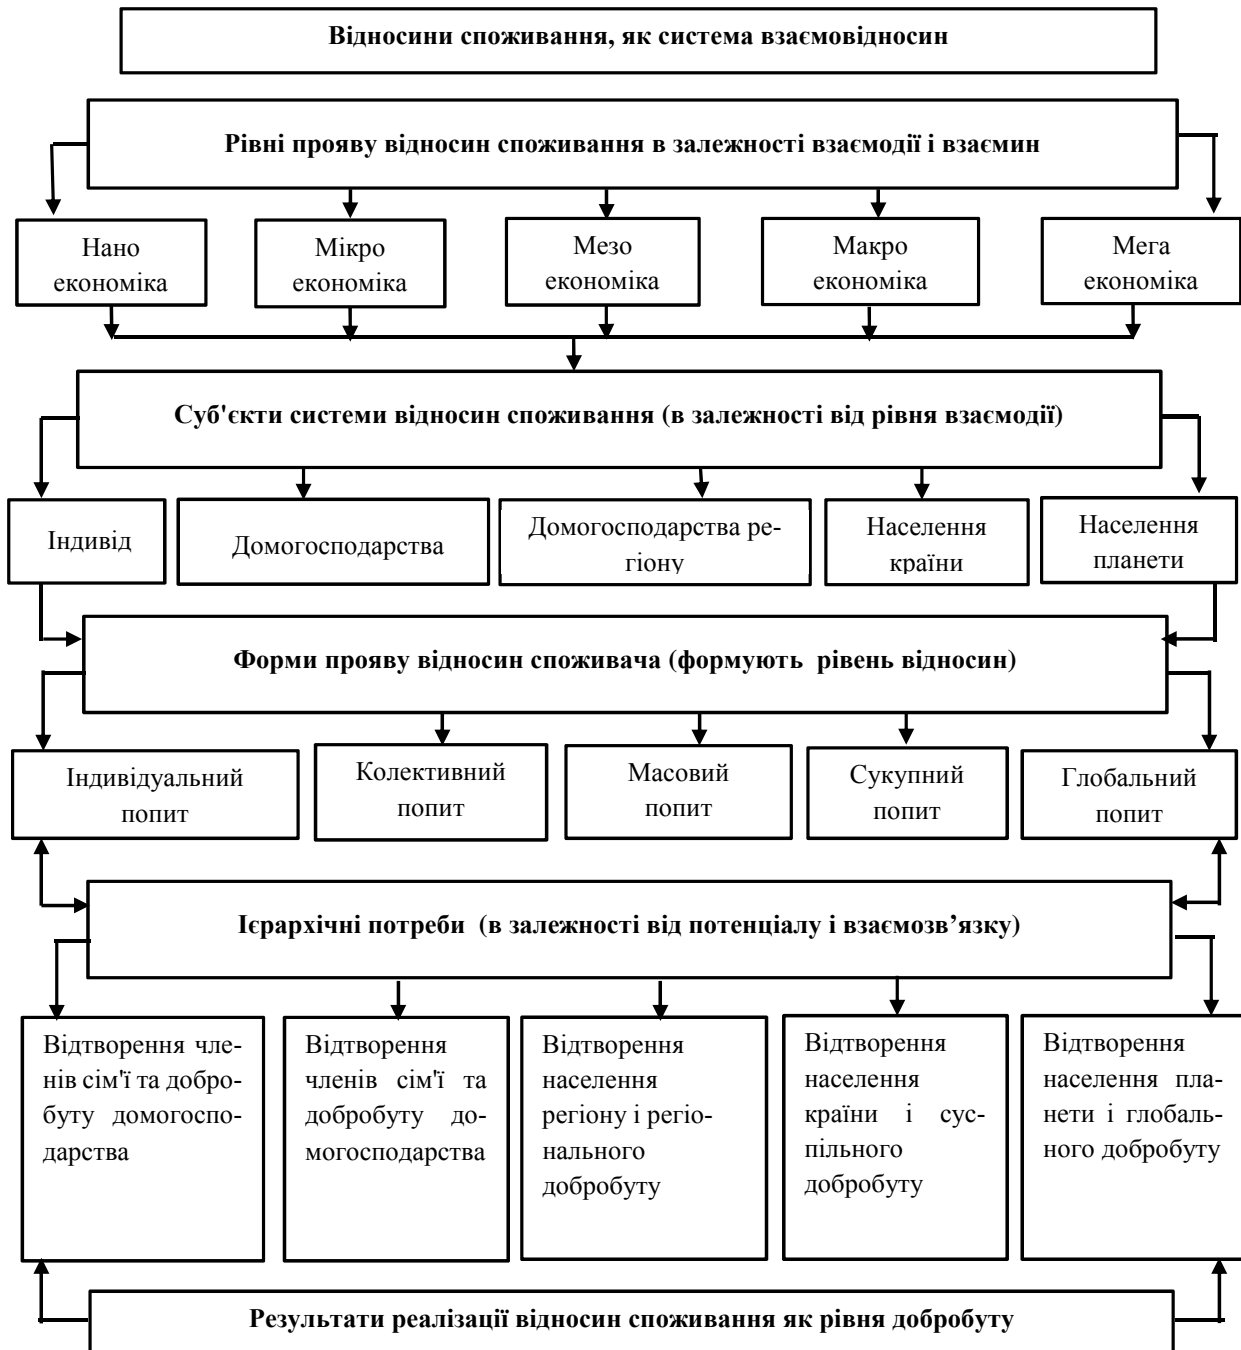 Відносини споживання, як система взаємовідносин
Рівні прояву відносин споживання в залежності взаємодії і взаємин
Нано
економіка
Мікро
економіка
Мезо
економіка
Макро
економіка
Мега
економіка
Суб'єкти системи відносин споживання (в залежності від рівня взаємодії)
Індивід
Домогосподарства
Домогосподарства ре-
гіону
Населення
країни
Населення
планети
Форми прояву відносин споживача (формують рівень відносин)
Індивідуальний
попит
Колективний
попит
Масовий
попит
Сукупний
попит
Глобальний
попит
Ієрархічні потреби (в залежності від потенціалу і взаємозв’язку)
Відтворення чле-
нів сім'ї та добро-
буту домогоспо-
дарства
Відтворення
членів сім'ї та
добробуту до-
могосподарства
Відтворення
населення
регіону і регіо-
нального
добробуту
Відтворення
населення
країни і сус-
пільного
добробуту
Відтворення
населення пла-
нети і глобаль-
ного добробуту
Результати реалізації відносин споживання як рівня добробуту